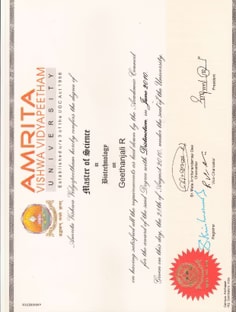 AMRITA
VISHWA VIDYAPEETHAM
UNIVERSITY
Established u/s 3 of the UGC Act 1956
Amrita Vishwa Vidyapeetham hereby confers the degree of
Master of Science
in
Biotechnology
on
Geethanjali R
in having satisfied all the requirements as laid down by the Academic Council
for the award of the said Degree with Distinction in June 2010.
Given on this day, the 21st of August 2010, under the seal of the University
Registrar
Vice-Chancellor
President